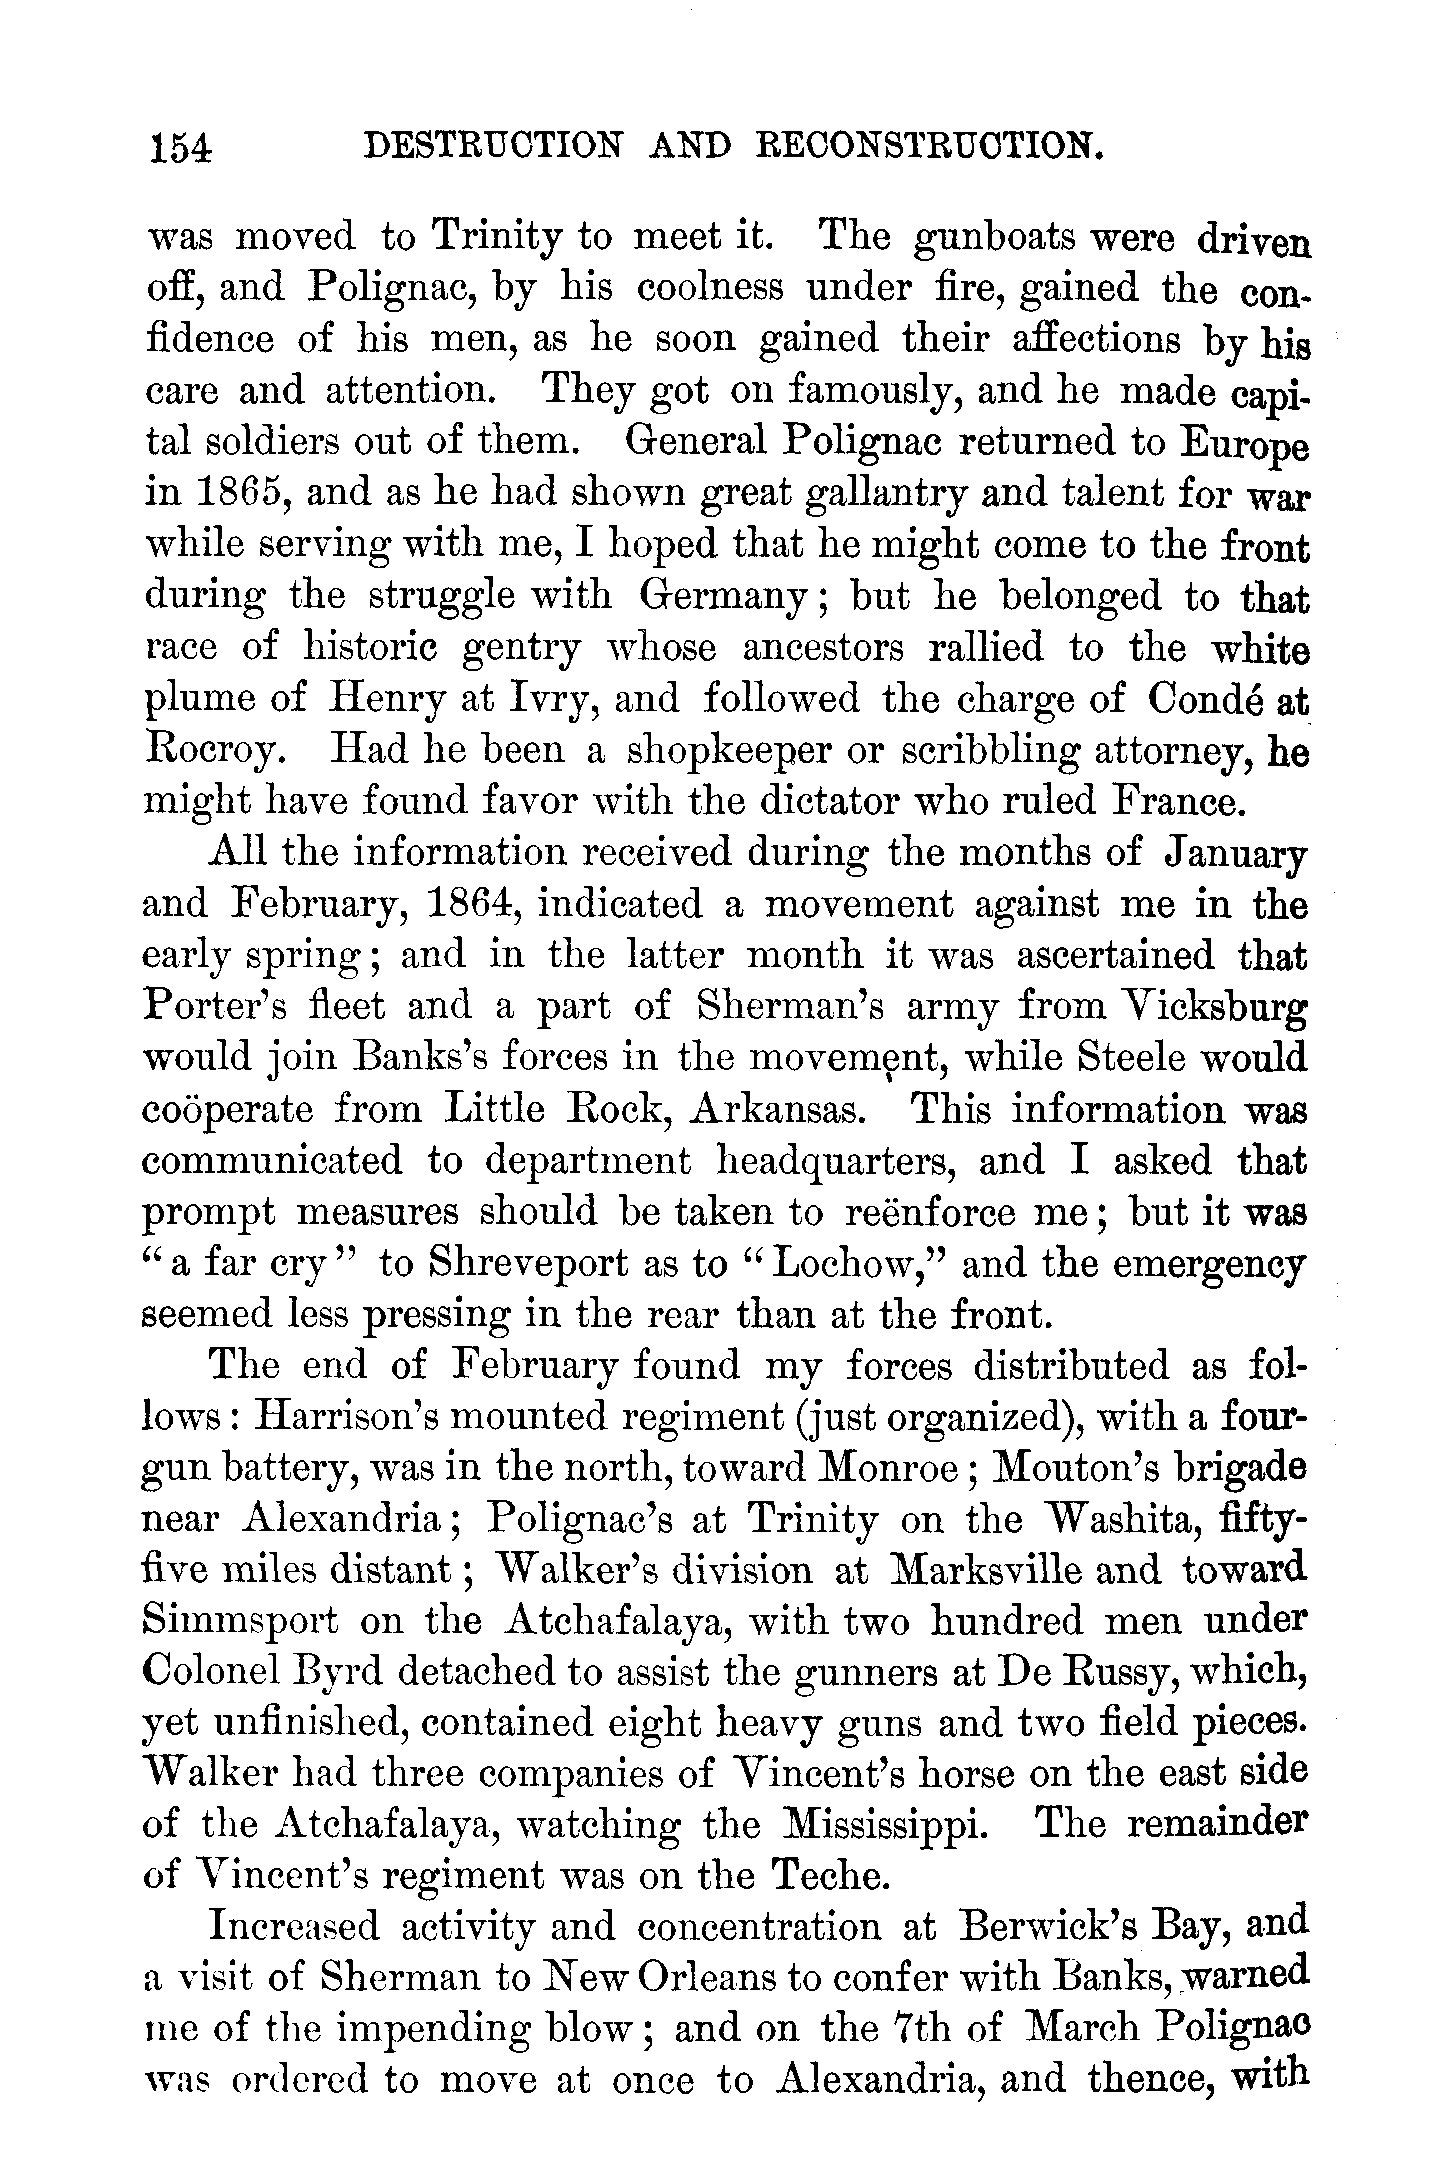 154 DESTRUCTION AND RECONSTRUCTION.
was moved to Trinity to meet it. The gunboats were driven
off, and Polignac, by his coolness under fire, gained the con-
fidence of his men, as he soon gained their affections by his
care and attention. They got on famously, and he made capi-
tal soldiers out of them. General Polignac returned to Europe
in 1865, and as he had shown great gallantry and talent for war
while serving with me, I hoped that he might come to the front
during the struggle with Germany; but he belonged to that
race of historic gentry whose ancestors rallied to the white
plume of Henry at Ivry, and followed the charge of Condé at
Rocroy. Had he been a shopkeeper or scribbling attorney, he
might have found favor with the dictator who ruled France.
All the information received during the months of January
and February, 1864, indicated a movement against me in the
early spring; and in the latter month it was ascertained that
Porter's fleet and a part of Sherman's army from Vicksburg
would join Banks's forces in the movement, while Steele would
coöperate from Little Rock, Arkansas. This information was
communicated to department headquarters, and I asked that
prompt measures should be taken to reënforce me; but it was
"a far cry" to Shreveport as to "Lochow," and the emergency
seemed less pressing in the rear than at the front.
The end of February found my forces distributed as fol-
lows: Harrison's mounted regiment (just organized), with a four-
gun battery, was in the north, toward Monroe; Mouton's brigade
near Alexandria; Polignac's at Trinity on the Washita, fifty-
five miles distant; Walker's division at Marksville and toward
Simmsport on the Atchafalaya, with two hundred men under
Colonel Byrd detached to assist the gunners at De Russy, which,
yet unfinished, contained eight heavy guns and two field pieces.
Walker had three companies of Vincent's horse on the east side
of the Atchafalaya, watching the Mississippi. The remainder
of Vincent's regiment was on the Teche.
Increased activity and concentration at Berwick's Bay, and
a visit of Sherman to New Orleans to confer with Banks, warned
me of the impending blow; and on the 7th of March Polignac
was ordered to move at once to Alexandria, and thence, with